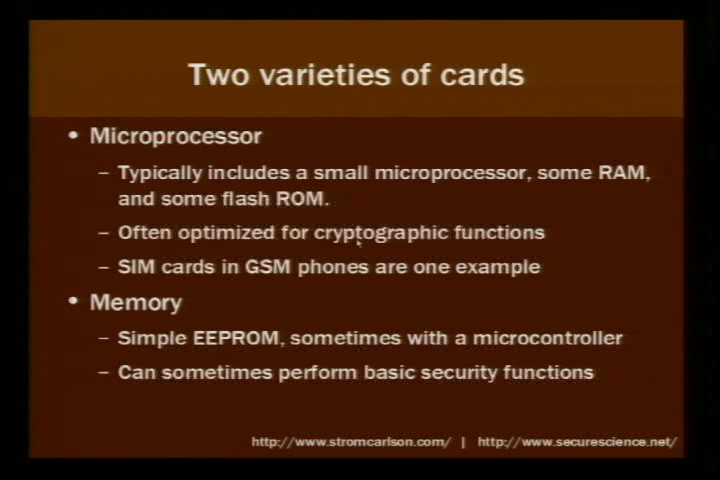 Two varieties of cards
• Microprocessor
– Typically includes a small microprocessor, some RAM,
and some flash ROM.
– Often optimized for cryptographic functions
– SIM cards in GSM phones are one example
• Memory
– Simple EEPROM, sometimes with a microcontroller
– Can sometimes perform basic security functions
http://www.stromcarlson.com/ | http://www.securescience.net/